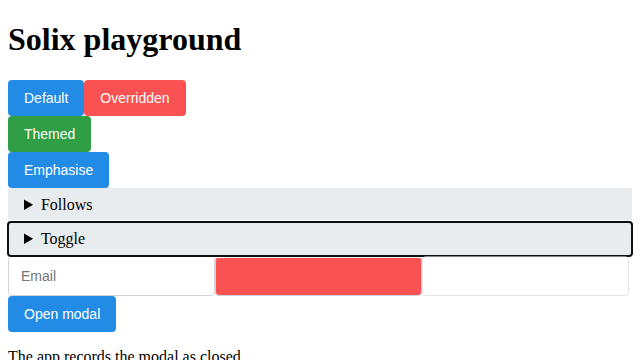 Solix playground
Default Overridden
Themed
Emphasise
Follows
Toggle
Email
Open modal
The app records the modal as closed